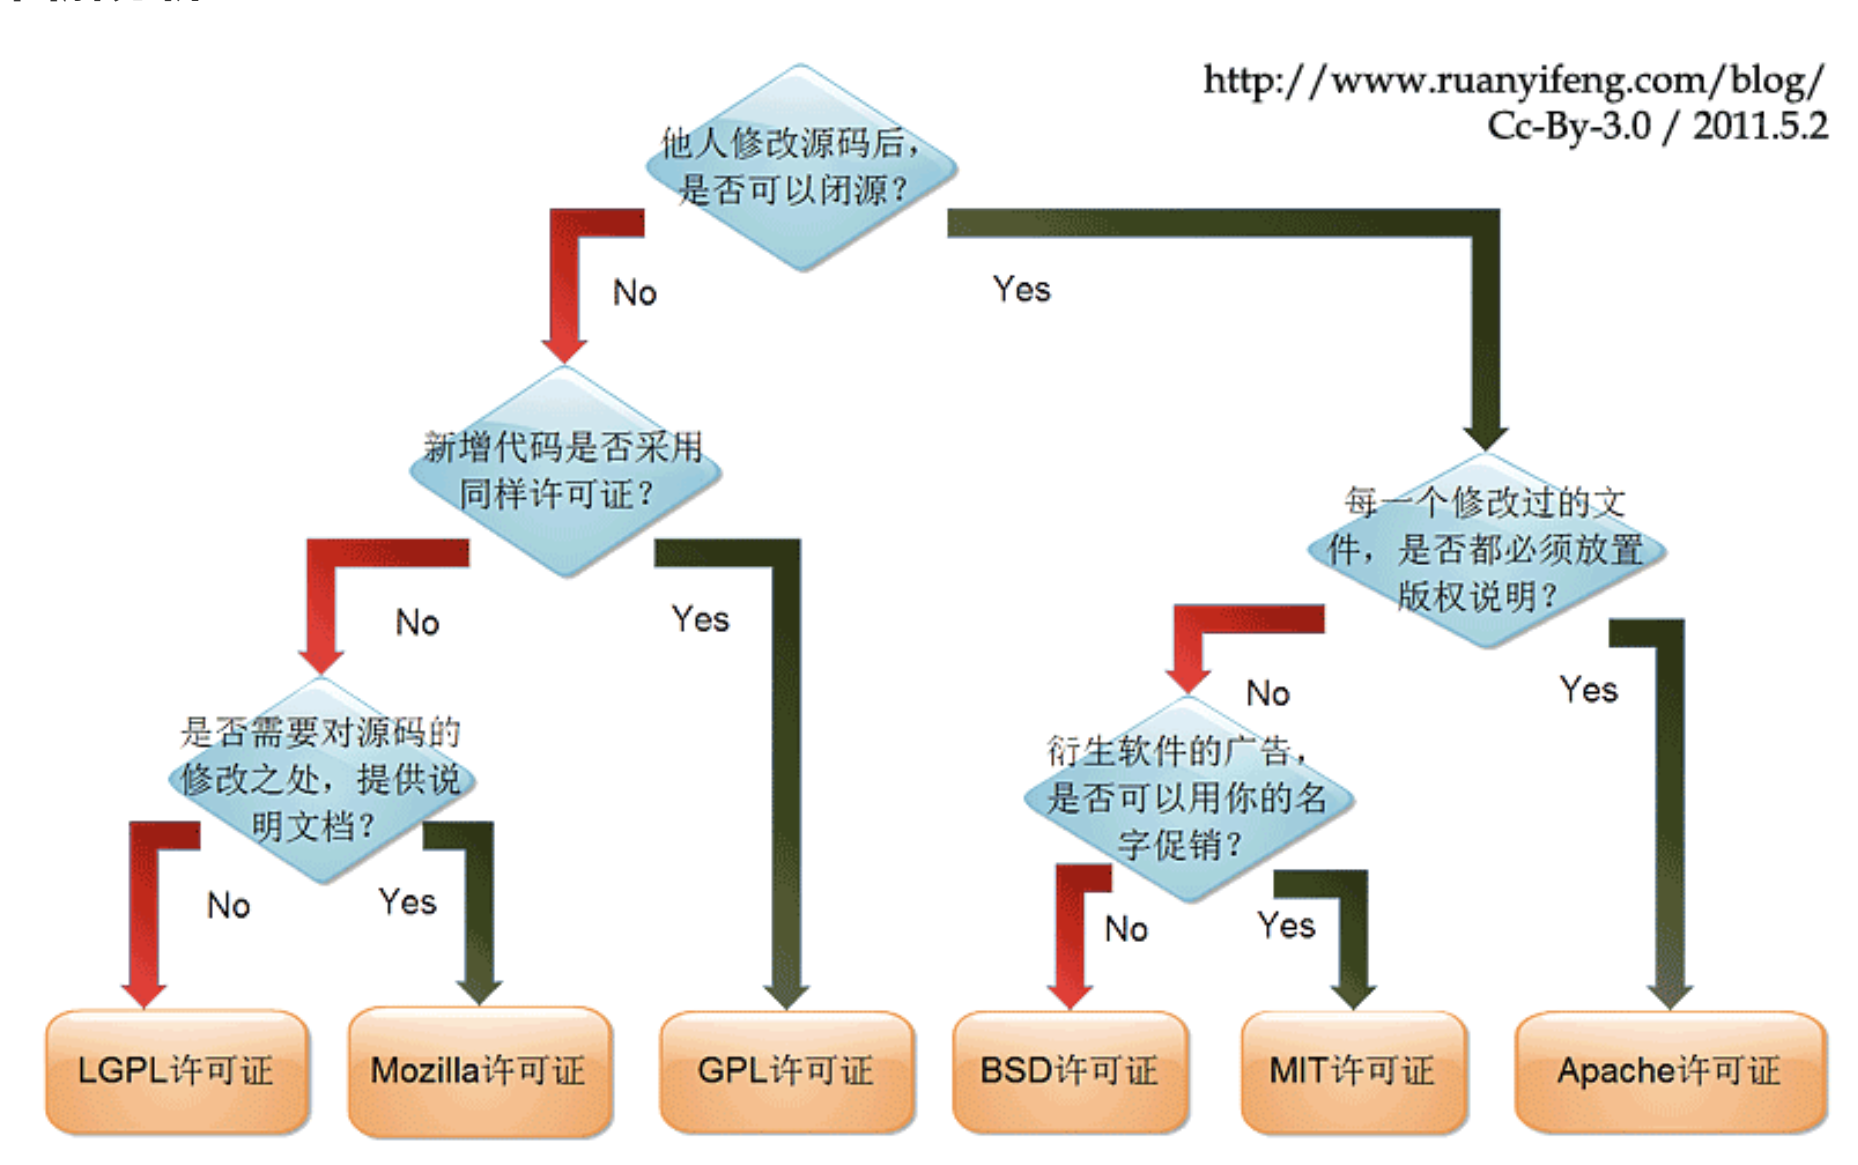 http://www.ruanyifeng.com/blog/
Cc-By-3.0 / 2011.5.2
他人修改源码后，
是否可以闭源？
No
Yes
新增代码是否采用
同样许可证？
每一个修改过的文
件，是否都必须放置
版权说明？
No
Yes
No
Yes
是否需要对源码的
修改之处，提供说
明文档？
衍生软件的广告，
是否可以用你的名
字促销？
No
Yes
No
Yes
LGPL许可证
Mozilla许可证
GPL许可证
BSD许可证
MIT许可证
Apache许可证